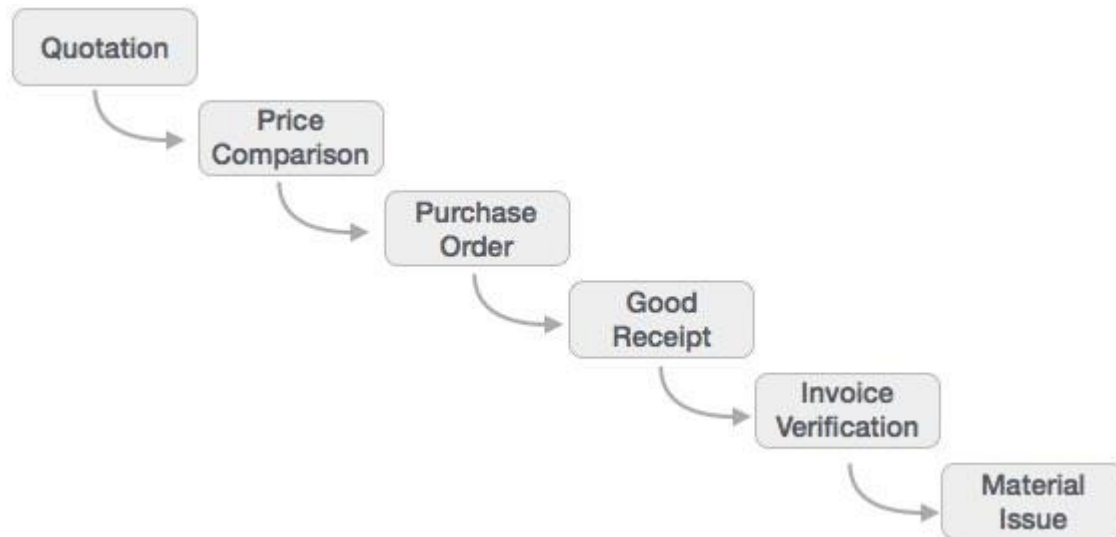 Quotation
Price
Comparison
Purchase
Order
Good
Receipt
Invoice
Verification
Material
Issue